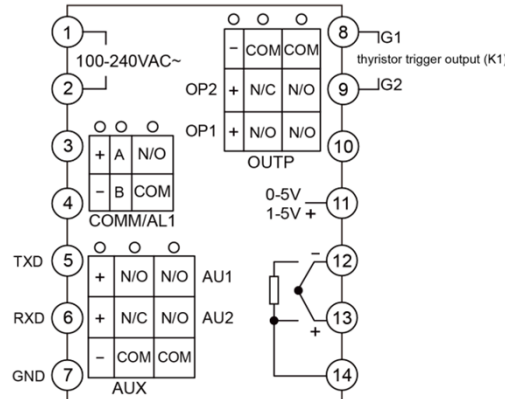 1
100-240VAC~
2
3
+ A N/O
4
− B COM
COMM/AL1
TXD 5
+ N/O N/O AU1
RXD 6
+ N/C N/O AU2
GND 7
− COM COM
AUX
− COM COM
OP2 + N/C N/O
OP1 + N/O N/O
OUTP
8 G1
thyristor trigger output (K1)
9 G2
10
0-5V
1-5V + 11
− 12
+ 13
14